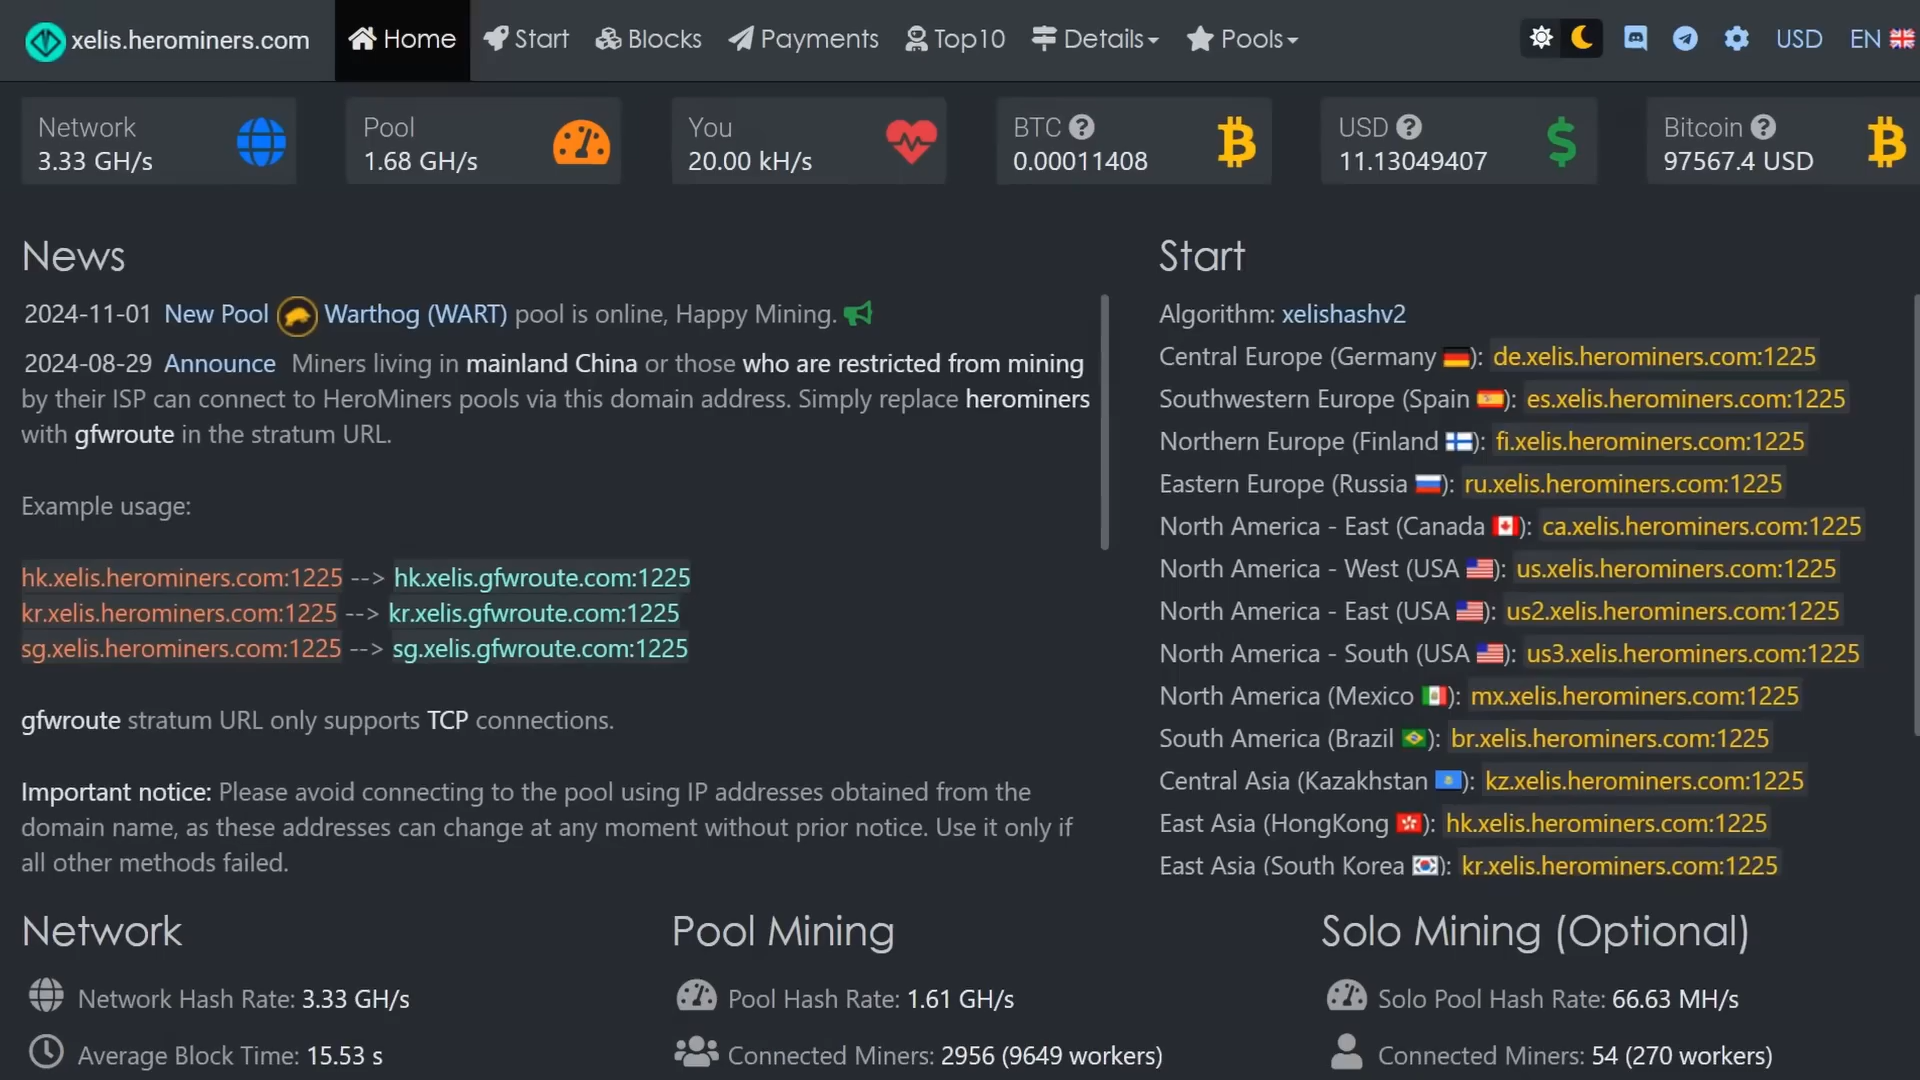 xelis.herominers.com Home Start Blocks Payments Top10 Details Pools USD EN
Network
3.33 GH/s
Pool
1.68 GH/s
You
20.00 kH/s
BTC
0.00011408
USD
11.13049407
Bitcoin
97567.4 USD
News
2024-11-01 New Pool Warthog (WART) pool is online, Happy Mining.
2024-08-29 Announce Miners living in mainland China or those who are restricted from mining
by their ISP can connect to HeroMiners pools via this domain address. Simply replace herominers
with gfwroute in the stratum URL.
Example usage:
hk.xelis.herominers.com:1225 --> hk.xelis.gfwroute.com:1225
kr.xelis.herominers.com:1225 --> kr.xelis.gfwroute.com:1225
sg.xelis.herominers.com:1225 --> sg.xelis.gfwroute.com:1225
gfwroute stratum URL only supports TCP connections.
Important notice: Please avoid connecting to the pool using IP addresses obtained from the
domain name, as these addresses can change at any moment without prior notice. Use it only if
all other methods failed.
Start
Algorithm: xelishashv2
Central Europe (Germany): de.xelis.herominers.com:1225
Southwestern Europe (Spain): es.xelis.herominers.com:1225
Northern Europe (Finland): fi.xelis.herominers.com:1225
Eastern Europe (Russia): ru.xelis.herominers.com:1225
North America - East (Canada): ca.xelis.herominers.com:1225
North America - West (USA): us.xelis.herominers.com:1225
North America - East (USA): us2.xelis.herominers.com:1225
North America - South (USA): us3.xelis.herominers.com:1225
North America (Mexico): mx.xelis.herominers.com:1225
South America (Brazil): br.xelis.herominers.com:1225
Central Asia (Kazakhstan): kz.xelis.herominers.com:1225
East Asia (HongKong): hk.xelis.herominers.com:1225
East Asia (South Korea): kr.xelis.herominers.com:1225
Network
Network Hash Rate: 3.33 GH/s
Average Block Time: 15.53 s
Pool Mining
Pool Hash Rate: 1.61 GH/s
Connected Miners: 2956 (9649 workers)
Solo Mining (Optional)
Solo Pool Hash Rate: 66.63 MH/s
Connected Miners: 54 (270 workers)